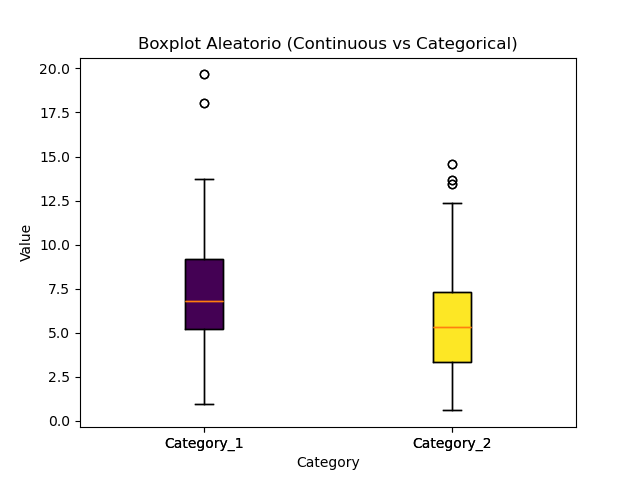 Boxplot Aleatorio (Continuous vs Categorical)
20.0
17.5
15.0
12.5
10.0
7.5
5.0
2.5
0.0
Value
Category_1
Category_2
Category